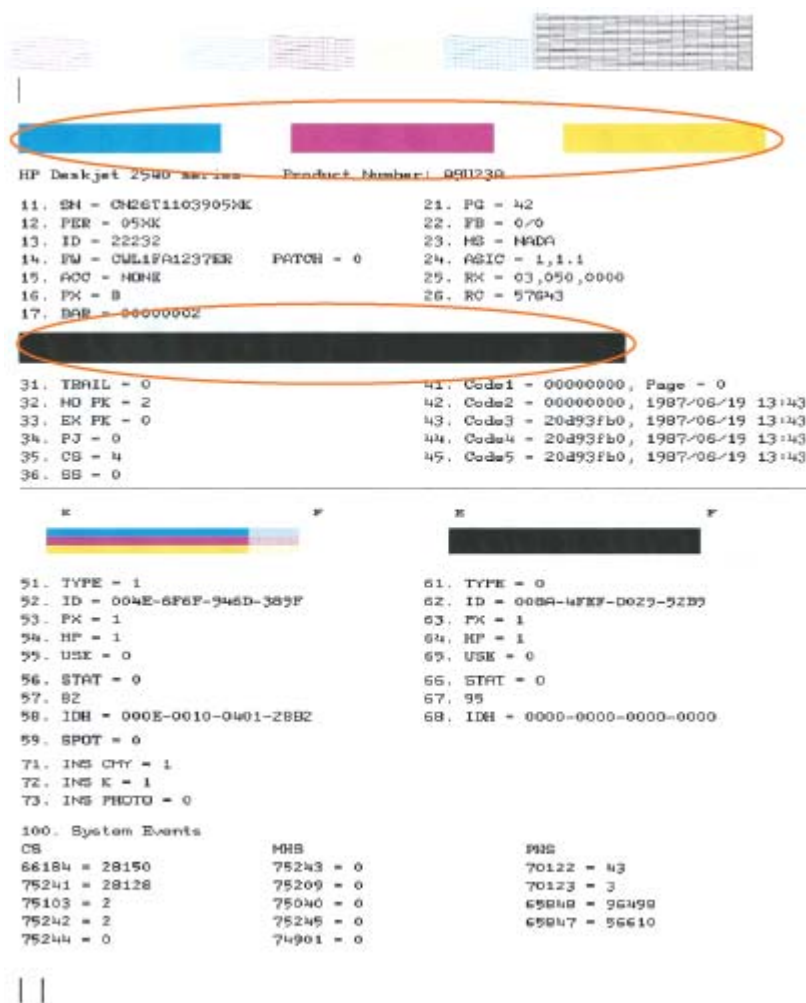 HP Deskjet 2540 series Product Number: A9U23A
11. SN = CN26T1103905XK
12. PER = 05XK
13. ID = 22232
14. FW = CWL1FA1237ER PATCH = 0
15. ACC = NONE
16. PX = B
17. BAR = 00000002
21. PG = 42
22. FB = 0/0
23. MS = NADA
24. ASIC = 1,1.1
25. RX = 03,050,0000
26. RC = 57643
31. TRAIL = 0
32. NO PK = 2
33. EX PK = 0
34. PJ = 0
35. CS = 4
36. SS = 0
41. Code1 = 00000000, Page = 0
42. Code2 = 00000000, 1987/06/19 13:43
43. Code3 = 20d93fb0, 1987/06/19 13:43
44. Code4 = 20d93fb0, 1987/06/19 13:43
45. Code5 = 20d93fb0, 1987/06/19 13:43
E F
51. TYPE = 1
52. ID = 004E-6F6F-946D-389F
53. PX = 1
54. HP = 1
55. USE = 0
56. STAT = 0
57. 82
58. IDH = 000E-0010-0401-28B2
59. SPOT = 0
E F
61. TYPE = 0
62. ID = 008A-4FEF-D029-52B9
63. PX = 1
64. HP = 1
65. USE = 0
66. STAT = 0
67. 95
68. IDH = 0000-0000-0000-0000
71. INS CMY = 1
72. INS K = 1
73. INS PHOTO = 0
100. System Events
CS
66184 = 28150
75241 = 28128
75103 = 2
75242 = 2
75244 = 0
MHS
75243 = 0
75209 = 0
75040 = 0
75245 = 0
74901 = 0
PHS
70122 = 43
70123 = 3
65848 = 96498
65847 = 56610